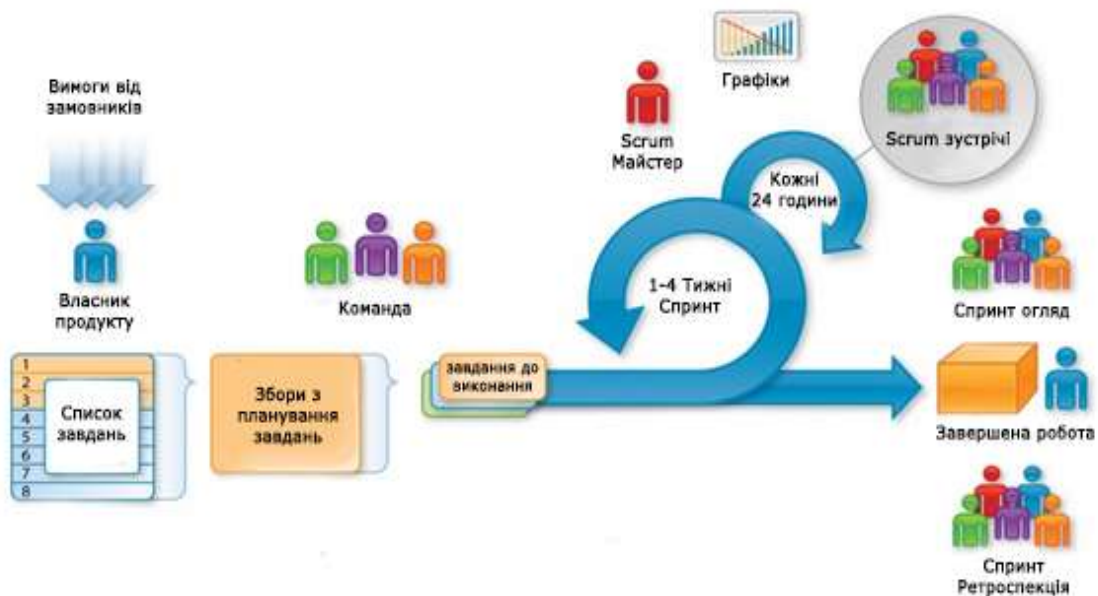 Вимоги від
замовників
Власник
продукту
1
2
3
4
5
6
7
8
Список
завдань
Команда
Збори з
планування
завдань
завдання до
виконання
Scrum
Майстер
Графіки
Scrum зустрічі
Кожні
24 години
1-4 Тижні
Спринт
Спринт огляд
Завершена робота
Спринт
Ретроспекція